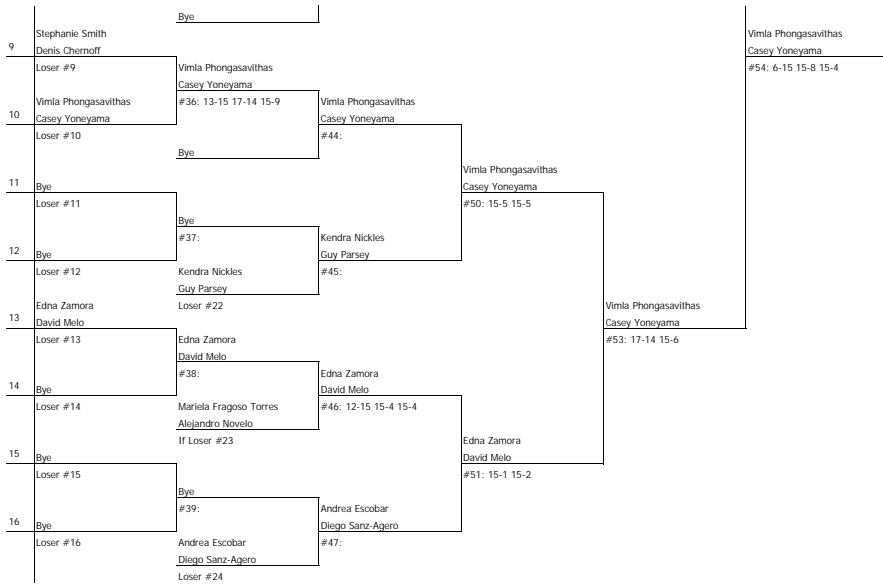 Bye
Stephanie Smith
9
Denis Chernoff
Loser #9
Vimla Phongasavithas
Casey Yoneyama
#36: 13-15 17-14 15-9
Vimla Phongasavithas
10
Casey Yoneyama
Loser #10
Vimla Phongasavithas
Casey Yoneyama
#44:
Bye
11
Bye
Loser #11
Vimla Phongasavithas
Casey Yoneyama
#50: 15-5 15-5
Bye
#37:
12
Bye
Loser #12
Kendra Nickles
Guy Parsey
#45:
Kendra Nickles
Guy Parsey
Loser #22
Edna Zamora
13
David Melo
Loser #13
Vimla Phongasavithas
Casey Yoneyama
#53: 17-14 15-6
Edna Zamora
David Melo
#38:
14
Bye
Loser #14
Edna Zamora
David Melo
#46: 12-15 15-4 15-4
Mariela Fragoso Torres
Alejandro Novelo
If Loser #23
15
Bye
Loser #15
Edna Zamora
David Melo
#51: 15-1 15-2
Bye
#39:
16
Bye
Loser #16
Andrea Escobar
Diego Sanz-Agero
#47:
Andrea Escobar
Diego Sanz-Agero
Loser #24
Vimla Phongasavithas
Casey Yoneyama
#54: 6-15 15-8 15-4